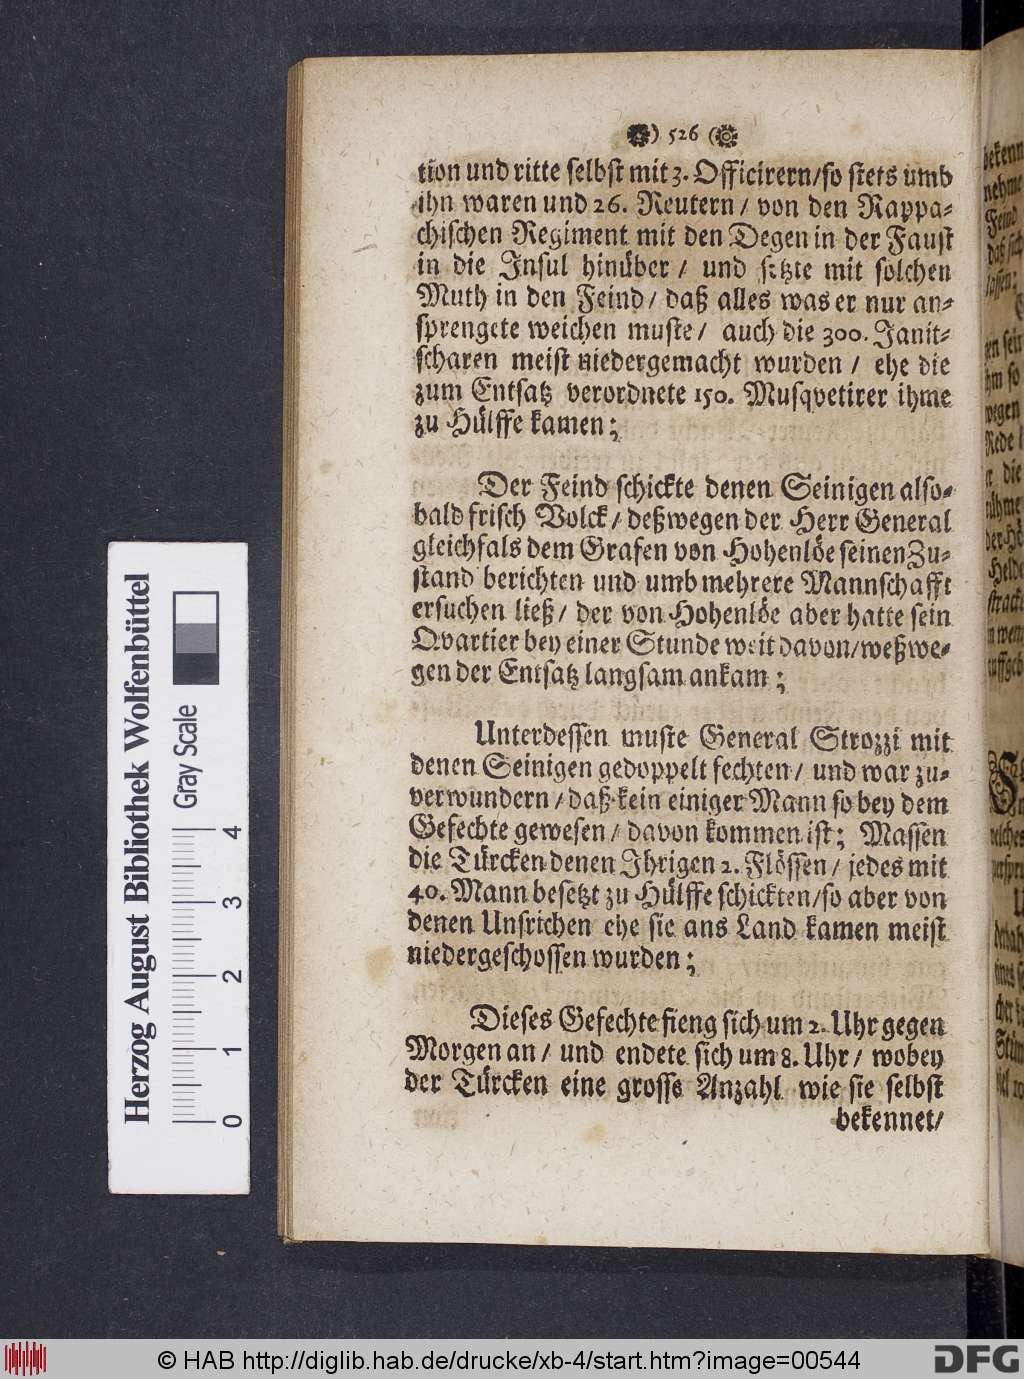 ) 526 (
tion und ritte selbst mit 3. Officirern/so stets umb
ihn waren und 26. Reutern/ von den Rappa-
chischen Regiment mit den Degen in der Faust
in die Insul hinüber/ und setzte mit solchen
Muth in den Feind/ daß alles was er nur an-
sprengete weichen muste/ auch die 300. Janit-
scharen meist niedergemacht wurden/ ehe die
zum Entsatz verordnete 150. Musqvetirer ihme
zu Hülffe kamen;
Der Feind schickte denen Seinigen also-
bald frisch Volck/ deßwegen der Herr General
gleichfals dem Grafen von Hohenlöe seinen Zu-
stand berichten und umb mehrere Mannschafft
ersuchen ließ/ der von Hohenlöe aber hatte sein
Qvartier bey einer Stunde weit davon/weßwe-
gen der Entsatz langsam ankam;
Unterdessen muste General Strozzi mit
denen Seinigen gedoppelt fechten/ und war zu-
verwundern/ daß kein einiger Mann so bey dem
Gefechte gewesen/ davon kommen ist; Massen
die Türcken denen Ihrigen 2. Flössen/ jedes mit
40. Mann besetzt zu Hülffe schickten/so aber von
denen Unsrichen ehe sie ans Land kamen meist
niedergeschossen wurden;
Dieses Gefechte fieng sich um 2. Uhr gegen
Morgen an/ und endete sich um 8. Uhr/ wobey
der Türcken eine grosse Anzahl wie sie selbst
bekennet/
Herzog August Bibliothek Wolfenbüttel
Gray Scale
0 1 2 3 4
© HAB http://diglib.hab.de/drucke/xb-4/start.htm?image=00544
DFG